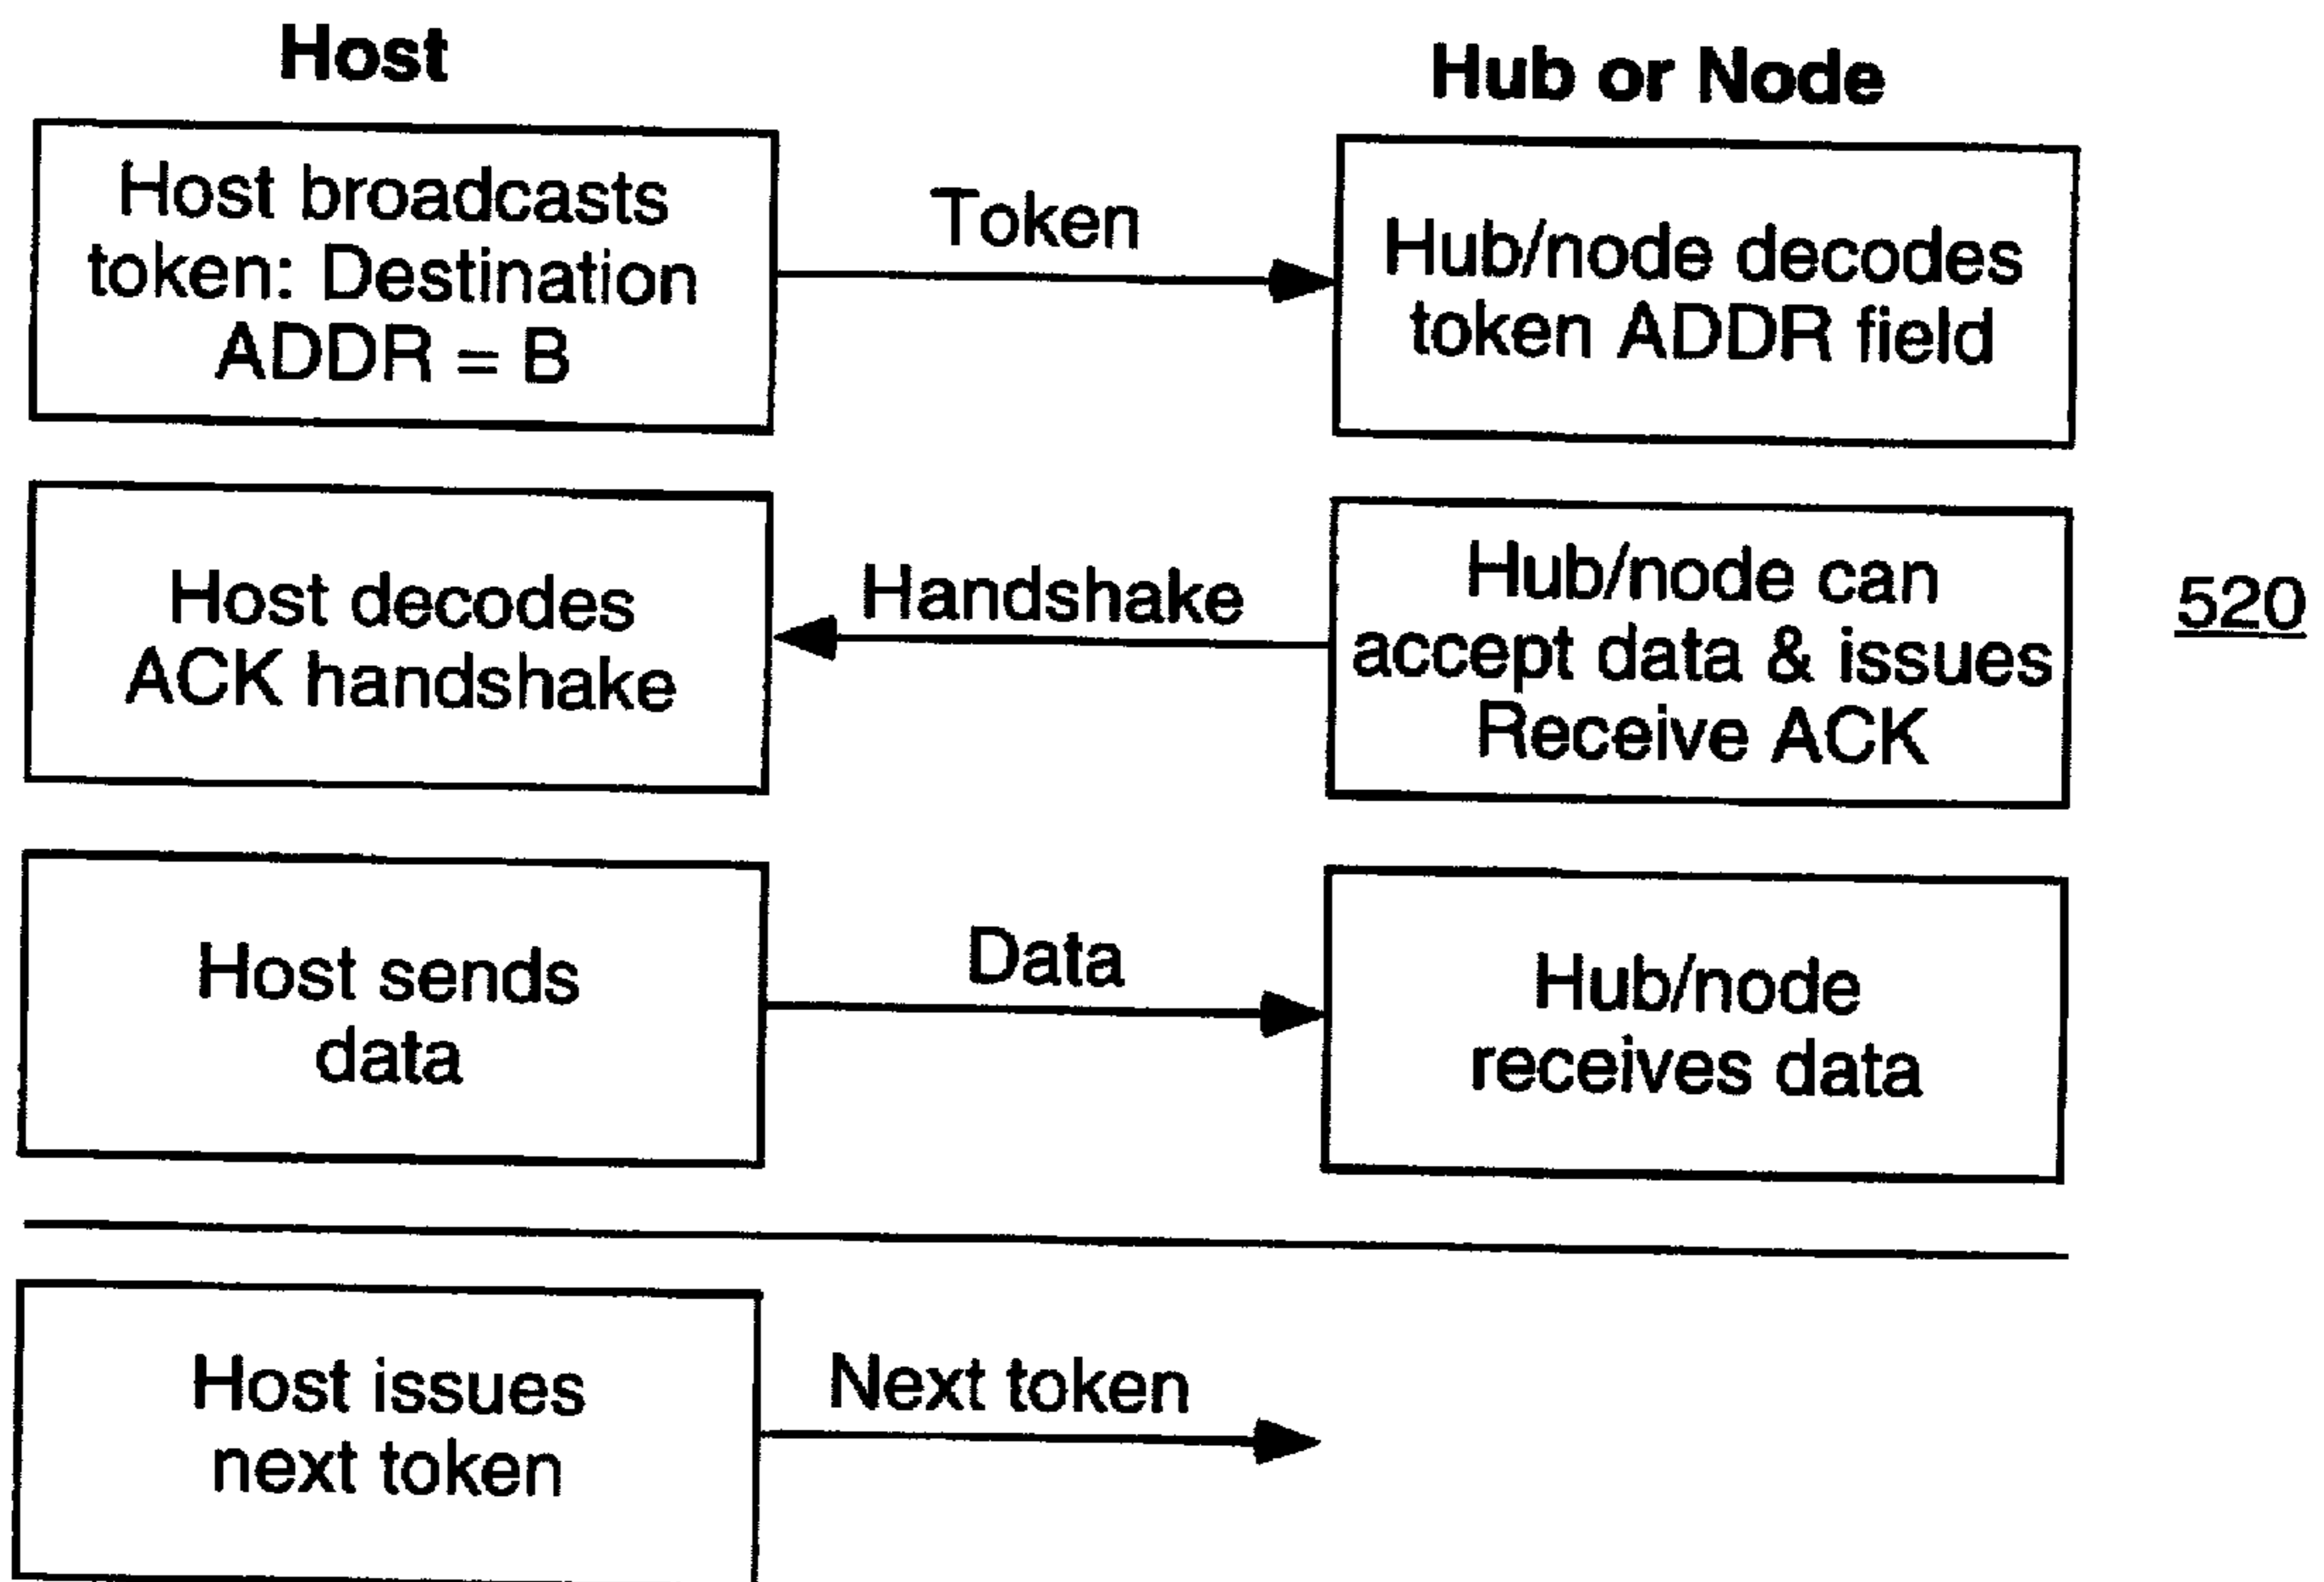 Host
Hub or Node
Host broadcasts
token: Destination
ADDR = B
Token
Hub/node decodes
token ADDR field
Host decodes
ACK handshake
Handshake
Hub/node can
accept data & issues
Receive ACK
520
Host sends
data
Data
Hub/node
receives data
Host issues
next token
Next token